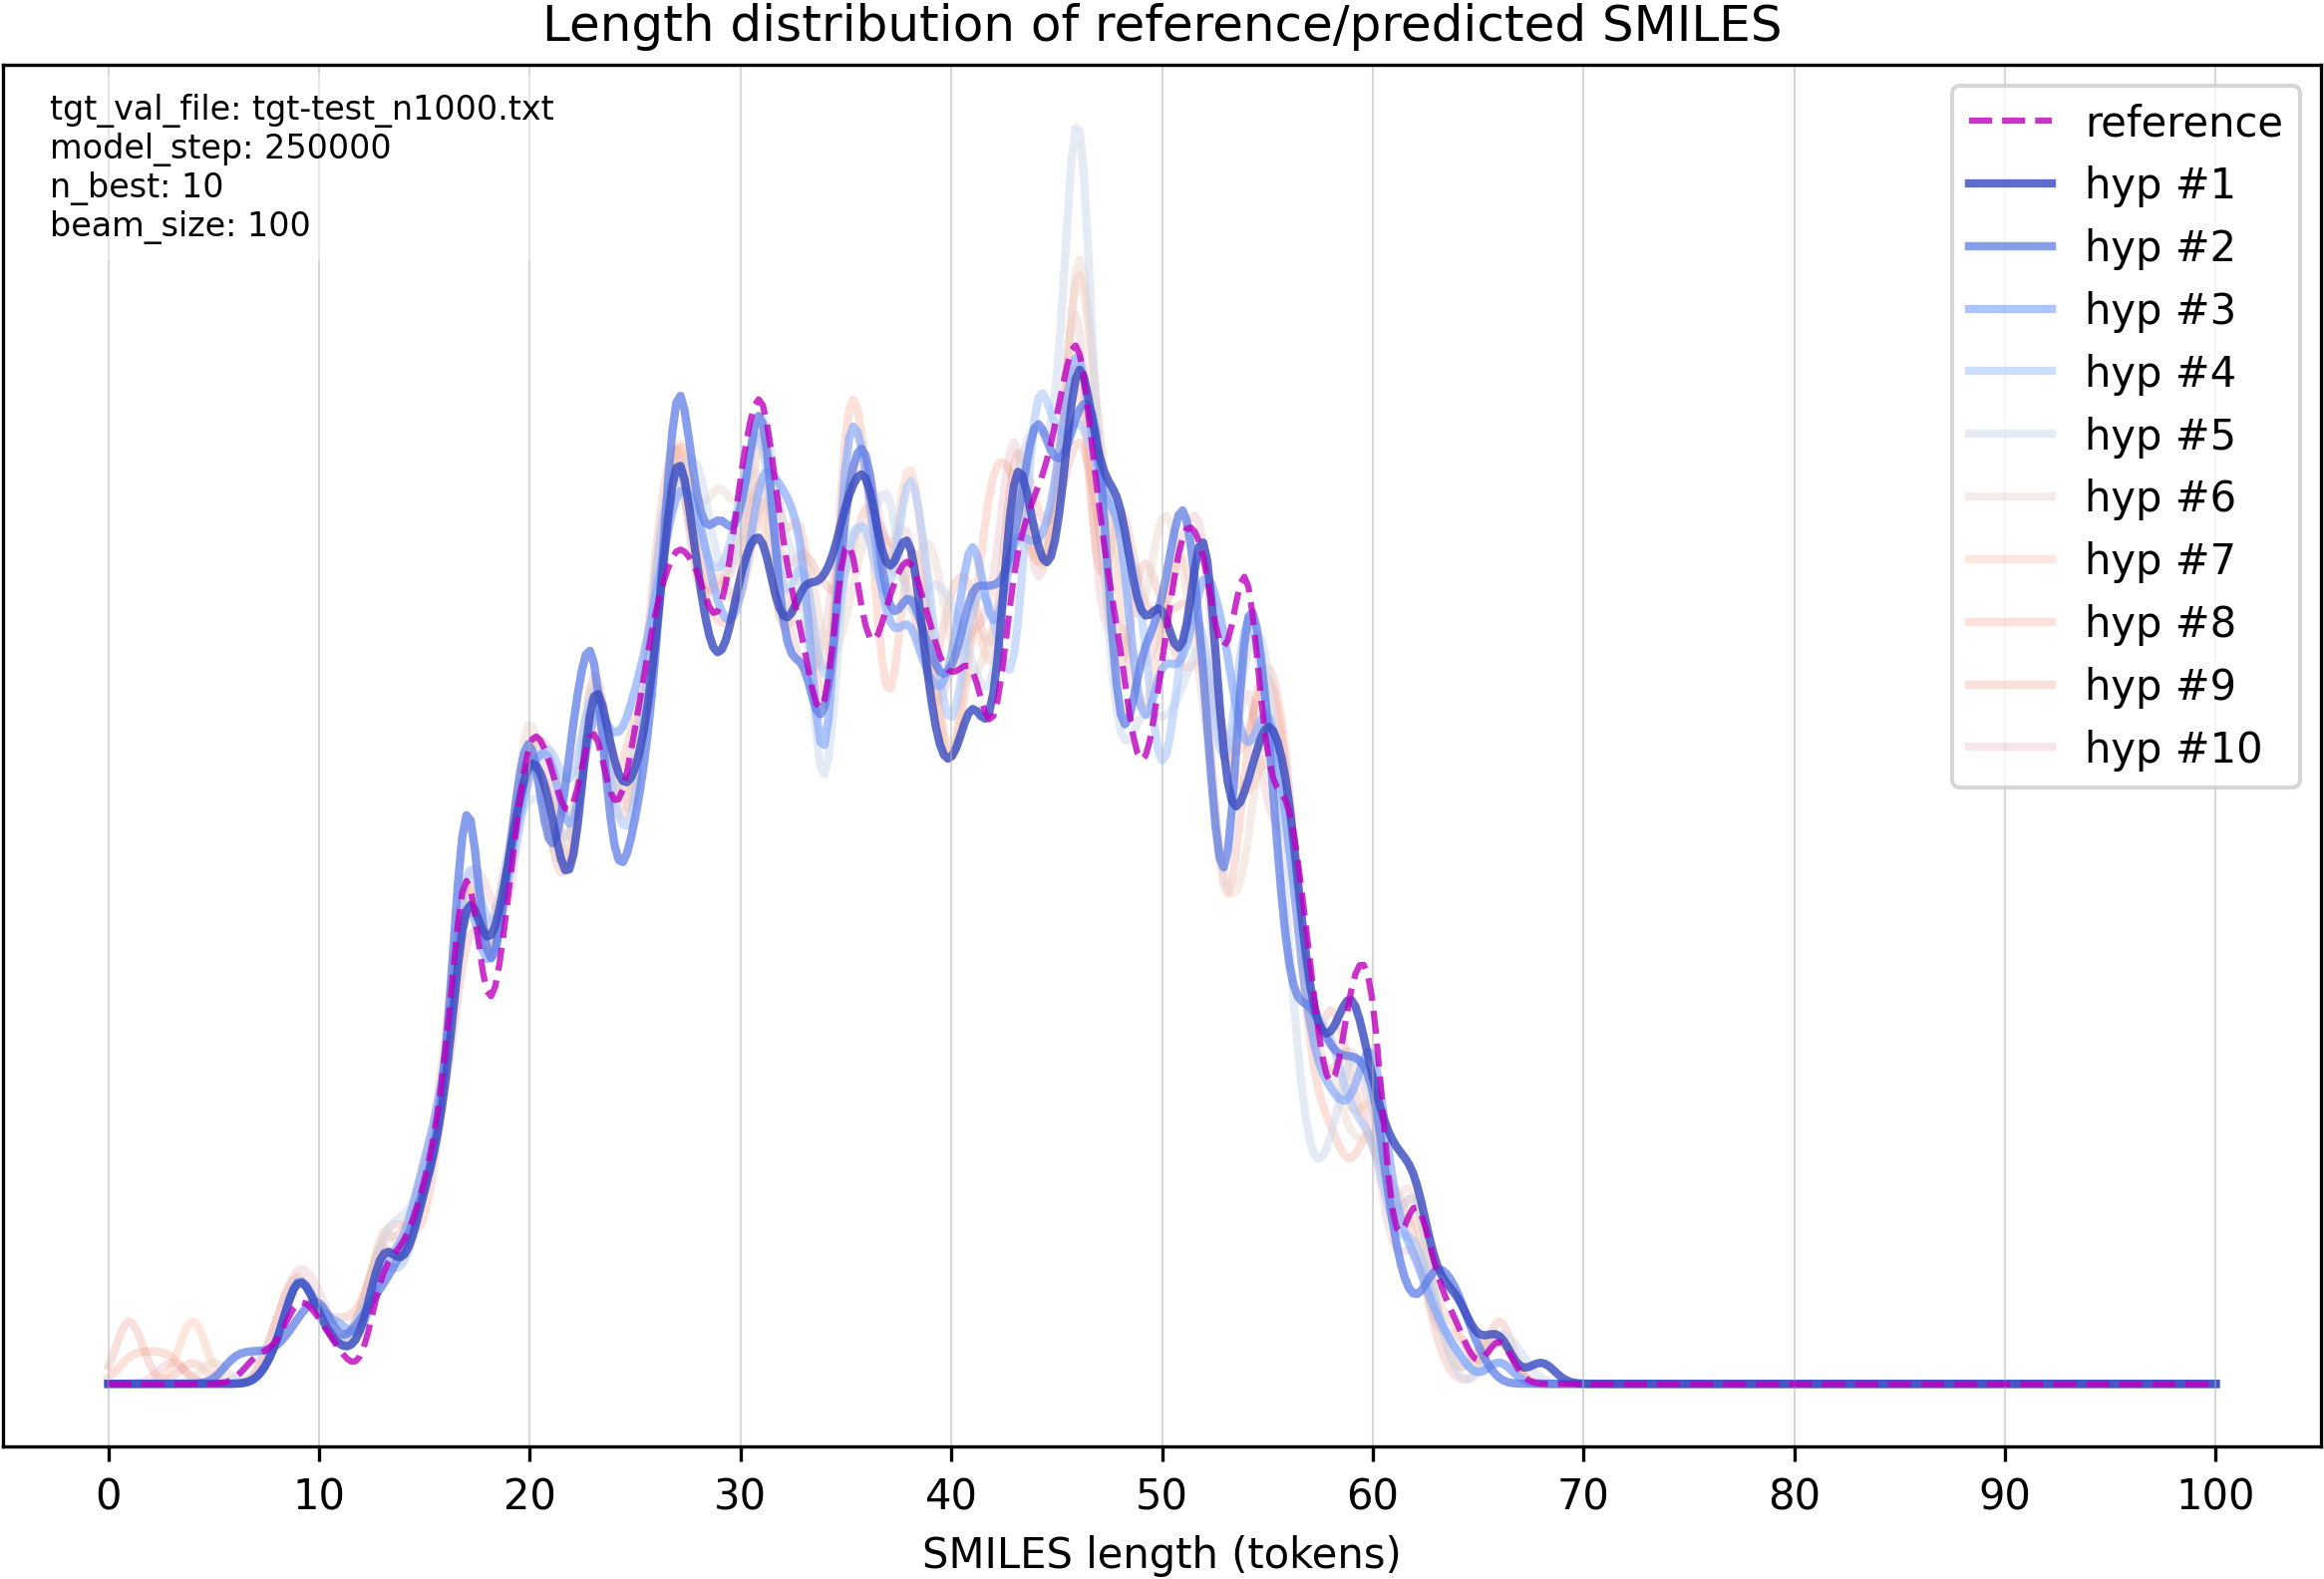 Length distribution of reference/predicted SMILES
tgt_val_file: tgt-test_n1000.txt
model_step: 250000
n_best: 10
beam_size: 100
reference
hyp #1
hyp #2
hyp #3
hyp #4
hyp #5
hyp #6
hyp #7
hyp #8
hyp #9
hyp #10
0 10 20 30 40 50 60 70 80 90 100
SMILES length (tokens)